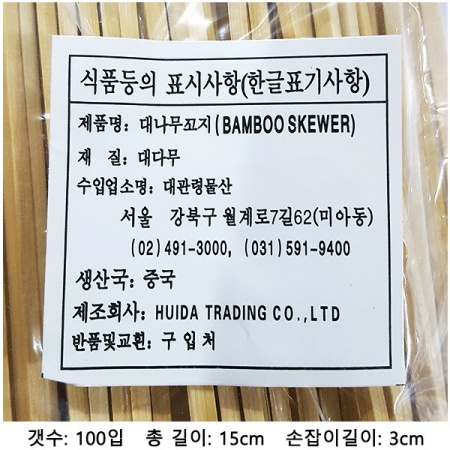 식품등의 표시사항(한글표기사항)
제품명: 대나무꼬지(BAMBOO SKEWER)
재 질: 대다무
수입업소명: 대관령물산
서울 강북구 월계로7길62(미아동)
(02)491-3000, (031)591-9400
생산국: 중국
제조회사: HUIDA TRADING CO.,LTD
반품및교환: 구 입 처
갯수: 100입 총 길이: 15cm 손잡이길이: 3cm